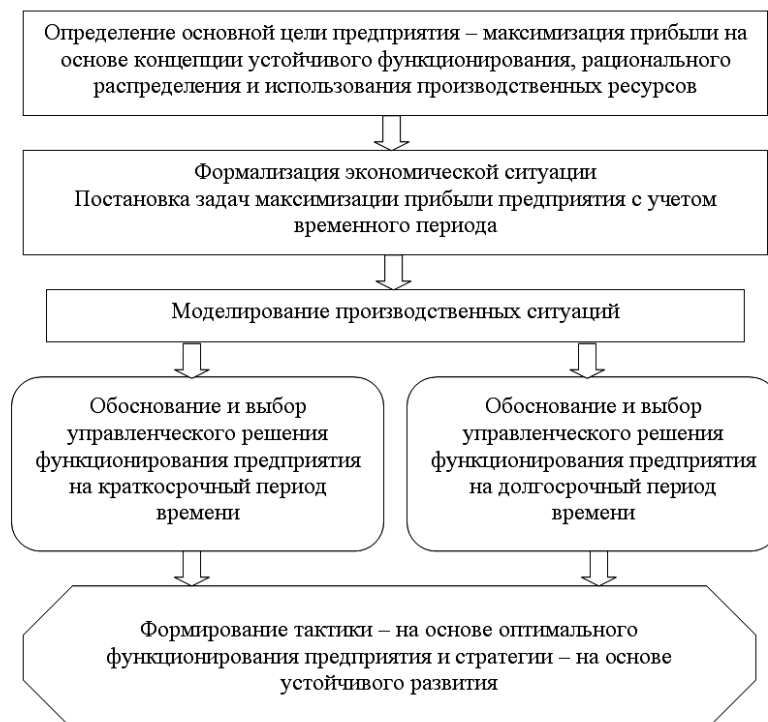 Определение основной цели предприятия – максимизация прибыли на
основе концепции устойчивого функционирования, рационального
распределения и использования производственных ресурсов
Формализация экономической ситуации
Постановка задач максимизации прибыли предприятия с учетом
временного периода
Моделирование производственных ситуаций
Обоснование и выбор
управленческого решения
функционирования предприятия
на краткосрочный период
времени
Обоснование и выбор
управленческого решения
функционирования предприятия
на долгосрочный период
времени
Формирование тактики – на основе оптимального
функционирования предприятия и стратегии – на основе
устойчивого развития